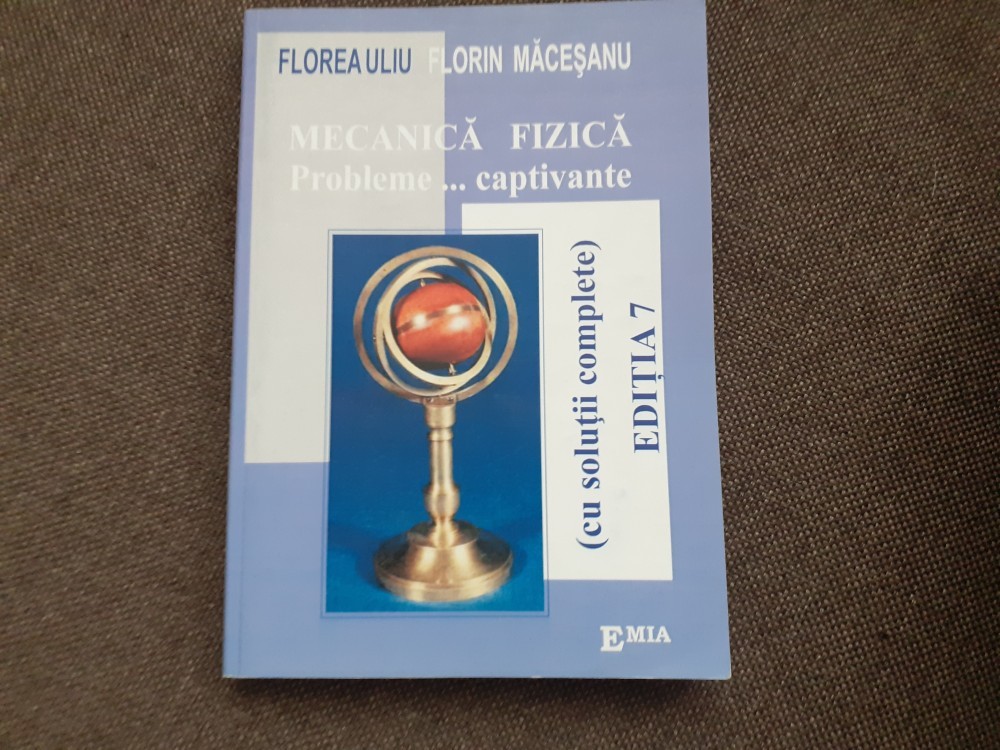 FLOREA ULIU FLORIN MĂCEŞANU
MECANICĂ FIZICĂ
Probleme ... captivante
(cu soluţii complete)
EDIŢIA 7
EMIA